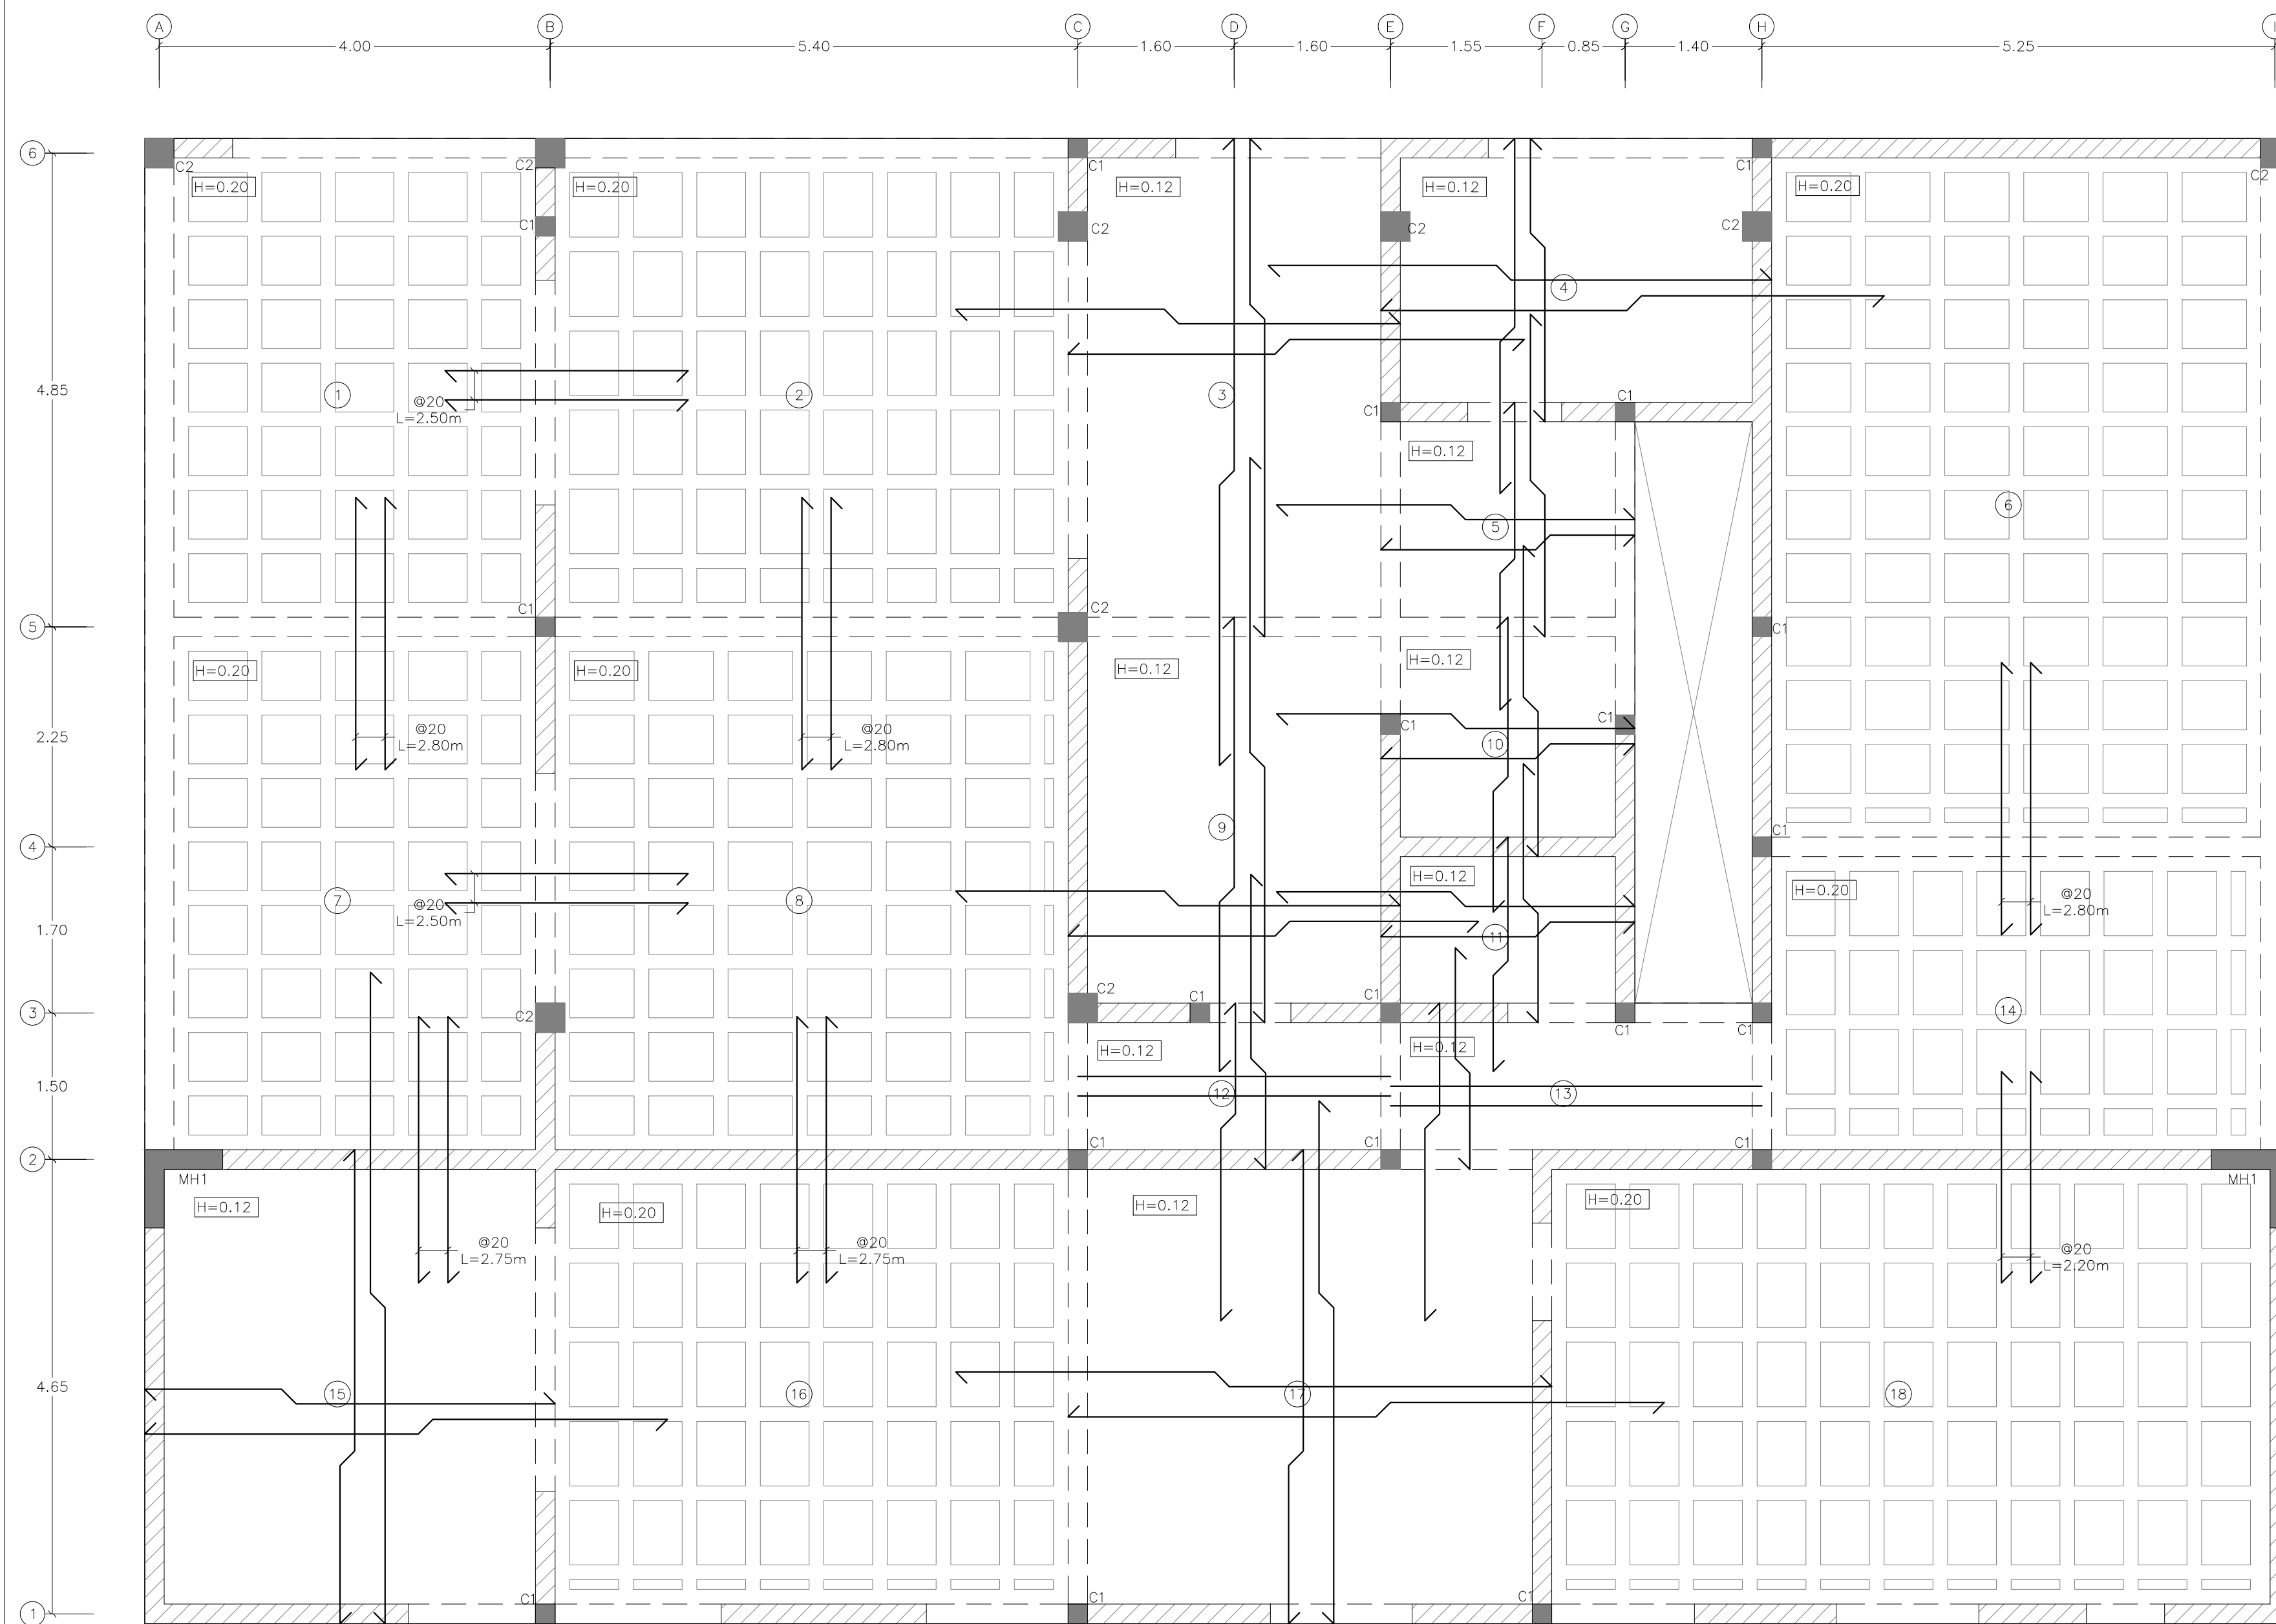 A B C D E F G H
4.00 5.40 1.60 1.60 1.55 0.85 1.40 5.25
6
C2 C2 C1 C1 C2
H=0.20 H=0.20 H=0.12 H=0.12 H=0.20
C1 C2 C2 C2
4
4.85
1 2 3
@20
L=2.50m
C1 C1
H=0.12
6
5
C1 C2
5
C1
H=0.20 H=0.20 H=0.12 H=0.12
C1 C1
2.25
@20 @20
L=2.80m L=2.80m
10
9
4
C1
H=0.12 H=0.20
7 8
@20 @20
L=2.50m L=2.80m
1.70
11
C2 C1 C1
3
C2
14
C1 C1
H=0.12 H=0.12
1.50
12 13
C1 C1 C1
2
MH1 MH1
H=0.12 H=0.20 H=0.12 H=0.20
@20 @20 @20
L=2.75m L=2.75m L=2.20m
4.65
15 16 17 18
C1 C1 C1
1